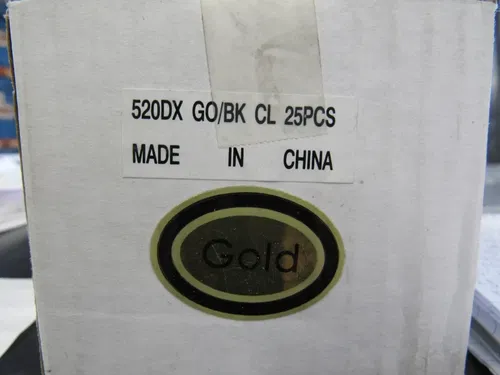 520DX GO/BK CL 25PCS
MADE IN CHINA
Gold